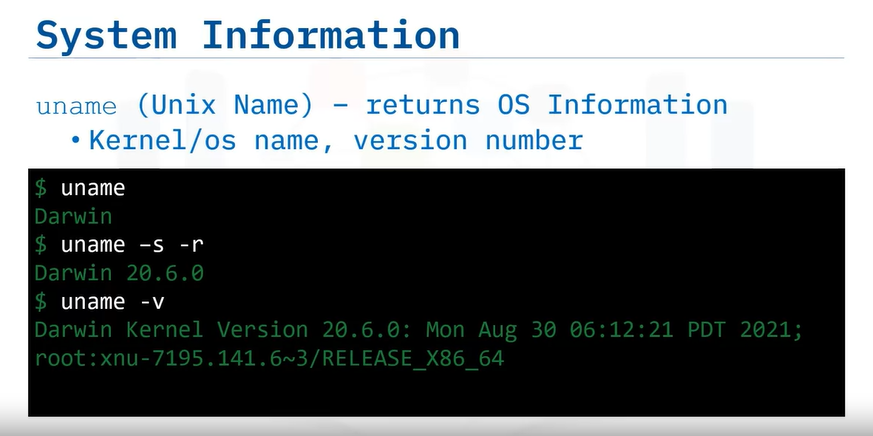 System Information
uname (Unix Name) – returns OS Information
• Kernel/os name, version number
$ uname
Darwin
$ uname –s -r
Darwin 20.6.0
$ uname -v
Darwin Kernel Version 20.6.0: Mon Aug 30 06:12:21 PDT 2021;
root:xnu-7195.141.6~3/RELEASE_X86_64